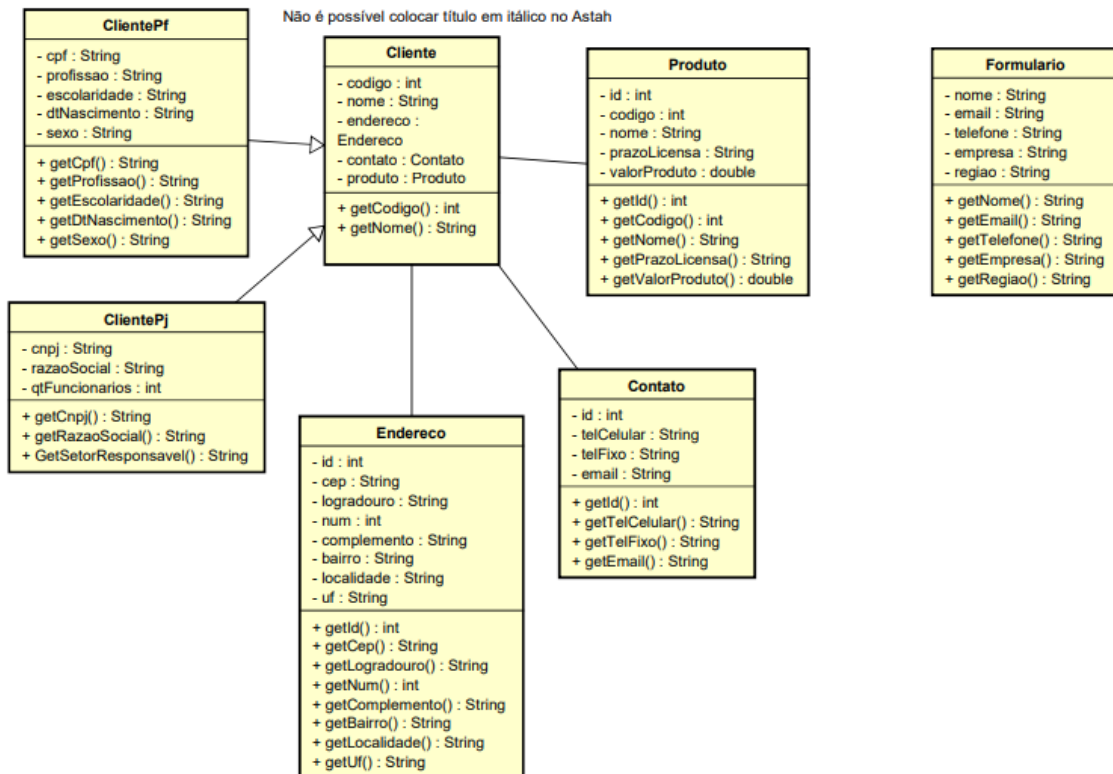 Não é possível colocar título em itálico no Astah
ClientePf
- cpf : String
- profissao : String
- escolaridade : String
- dtNascimento : String
- sexo : String
+ getCpf() : String
+ getProfissao() : String
+ getEscolaridade() : String
+ getDtNascimento() : String
+ getSexo() : String
Cliente
- codigo : int
- nome : String
- endereco :
Endereco
- contato : Contato
- produto : Produto
+ getCodigo() : int
+ getNome() : String
Produto
- id : int
- codigo : int
- nome : String
- prazoLicensa : String
- valorProduto : double
+ getId() : int
+ getCodigo() : int
+ getNome() : String
+ getPrazoLicensa() : String
+ getValorProduto() : double
Formulario
- nome : String
- email : String
- telefone : String
- empresa : String
- regiao : String
+ getNome() : String
+ getEmail() : String
+ getTelefone() : String
+ getEmpresa() : String
+ getRegiao() : String
ClientePj
- cnpj : String
- razaoSocial : String
- qtFuncionarios : int
+ getCnpj() : String
+ getRazaoSocial() : String
+ GetSetorResponsavel() : String
Endereco
- id : int
- cep : String
- logradouro : String
- num : int
- complemento : String
- bairro : String
- localidade : String
- uf : String
+ getId() : int
+ getCep() : String
+ getLogradouro() : String
+ getNum() : int
+ getComplemento() : String
+ getBairro() : String
+ getLocalidade() : String
+ getUf() : String
Contato
- id : int
- telCelular : String
- telFixo : String
- email : String
+ getId() : int
+ getTelCelular() : String
+ getTelFixo() : String
+ getEmail() : String